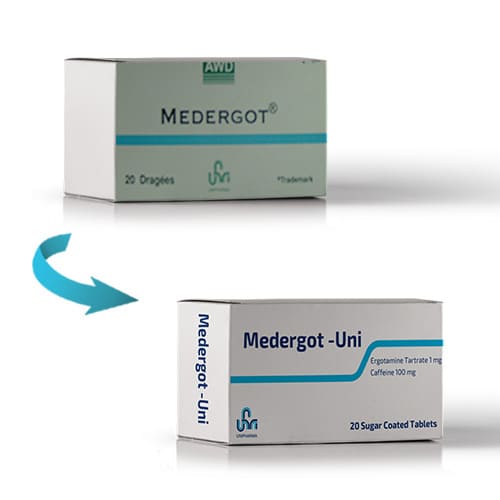 AWD
MEDERGOT®
20 Dragées
*Trademark
Medergot -Uni
Medergot -Uni
Ergotamine Tartrate 1 mg
Caffeine 100 mg
20 Sugar Coated Tablets